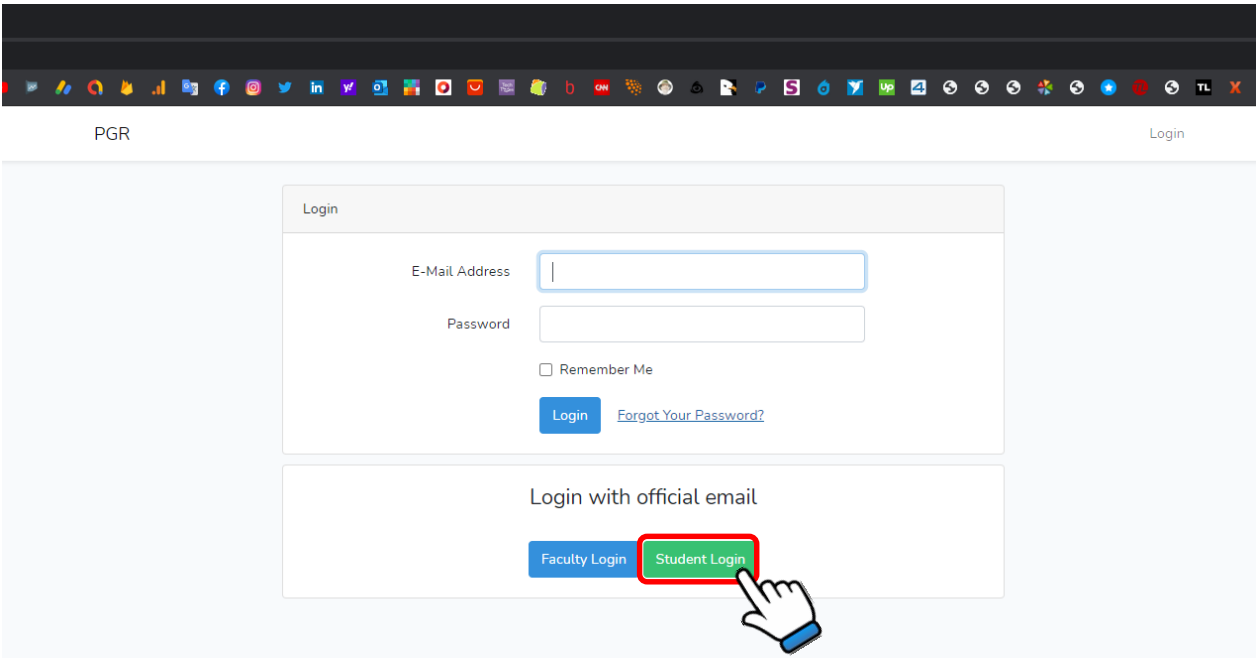 PGR
Login
Login
E-Mail Address
Password
Remember Me
Login Forgot Your Password?
Login with official email
Faculty Login Student Login